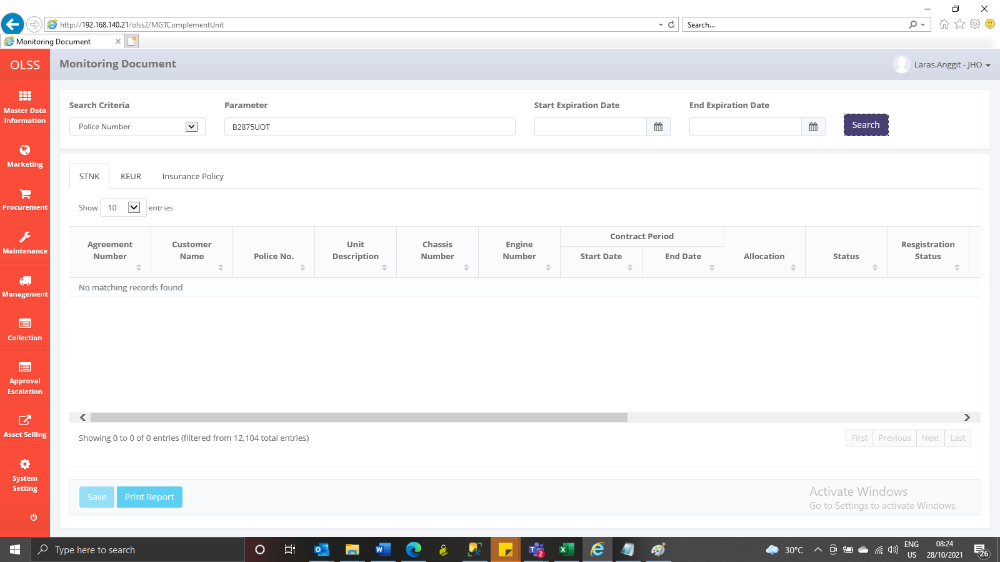 http://192.168.140.21/olss2/MGTComplementUnit
Search...
Monitoring Document
OLSS
Monitoring Document
Laras.Anggit - JHO
Master Data
Information
Marketing
Procurement
Maintenance
Management
Collection
Approval
Escalation
Asset Selling
System
Setting
Search Criteria
Parameter
Start Expiration Date
End Expiration Date
Police Number
B2875UOT
Search
STNK
KEUR
Insurance Policy
Show 10 entries
Agreement
Number
Customer
Name
Police No.
Unit
Description
Chassis
Number
Engine
Number
Contract Period
Start Date
End Date
Allocation
Status
Resgistration
Status
No matching records found
Showing 0 to 0 of 0 entries (filtered from 12,104 total entries)
First
Previous
Next
Last
Save
Print Report
Activate Windows
Go to Settings to activate Windows.
Type here to search
2
30°C
ENG
US
08:24
28/10/2021
26